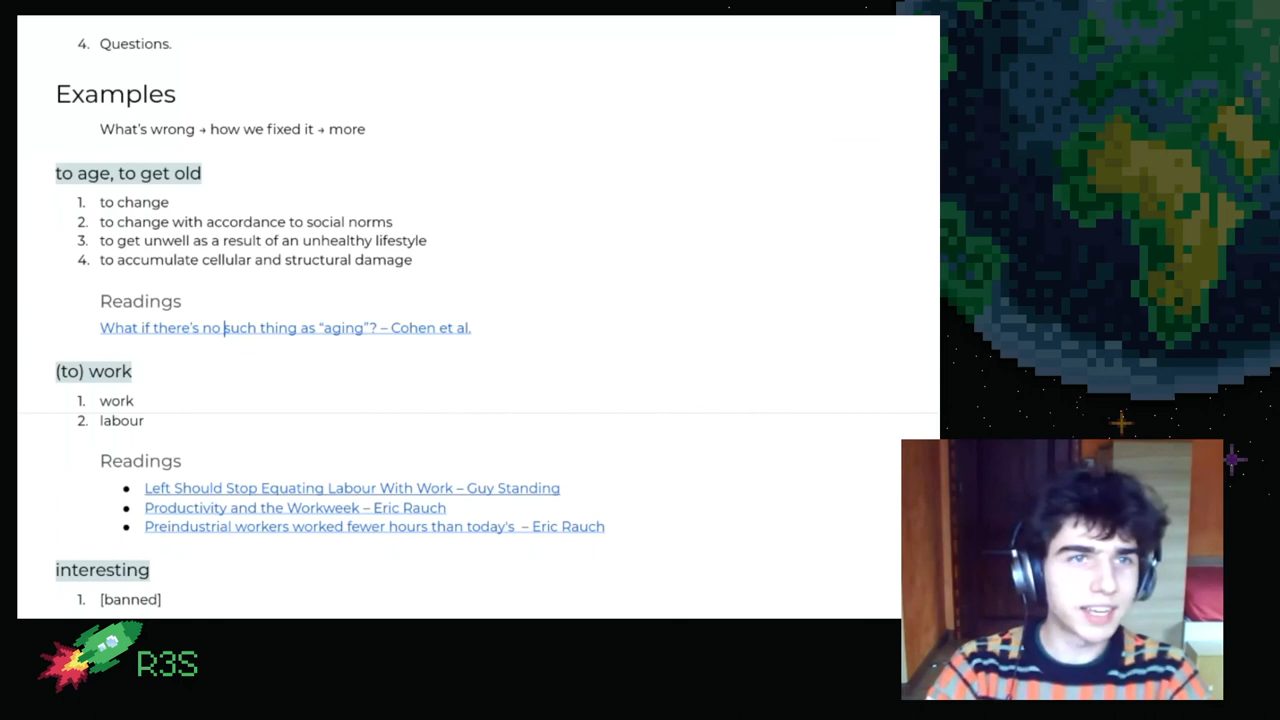 4. Questions.
Examples
What's wrong → how we fixed it → more
to age, to get old
1. to change
2. to change with accordance to social norms
3. to get unwell as a result of an unhealthy lifestyle
4. to accumulate cellular and structural damage
Readings
What if there's no such thing as “aging”? – Cohen et al.
(to) work
1. work
2. labour
Readings
● Left Should Stop Equating Labour With Work – Guy Standing
● Productivity and the Workweek – Eric Rauch
● Preindustrial workers worked fewer hours than today's – Eric Rauch
interesting
1. [banned]
R3S